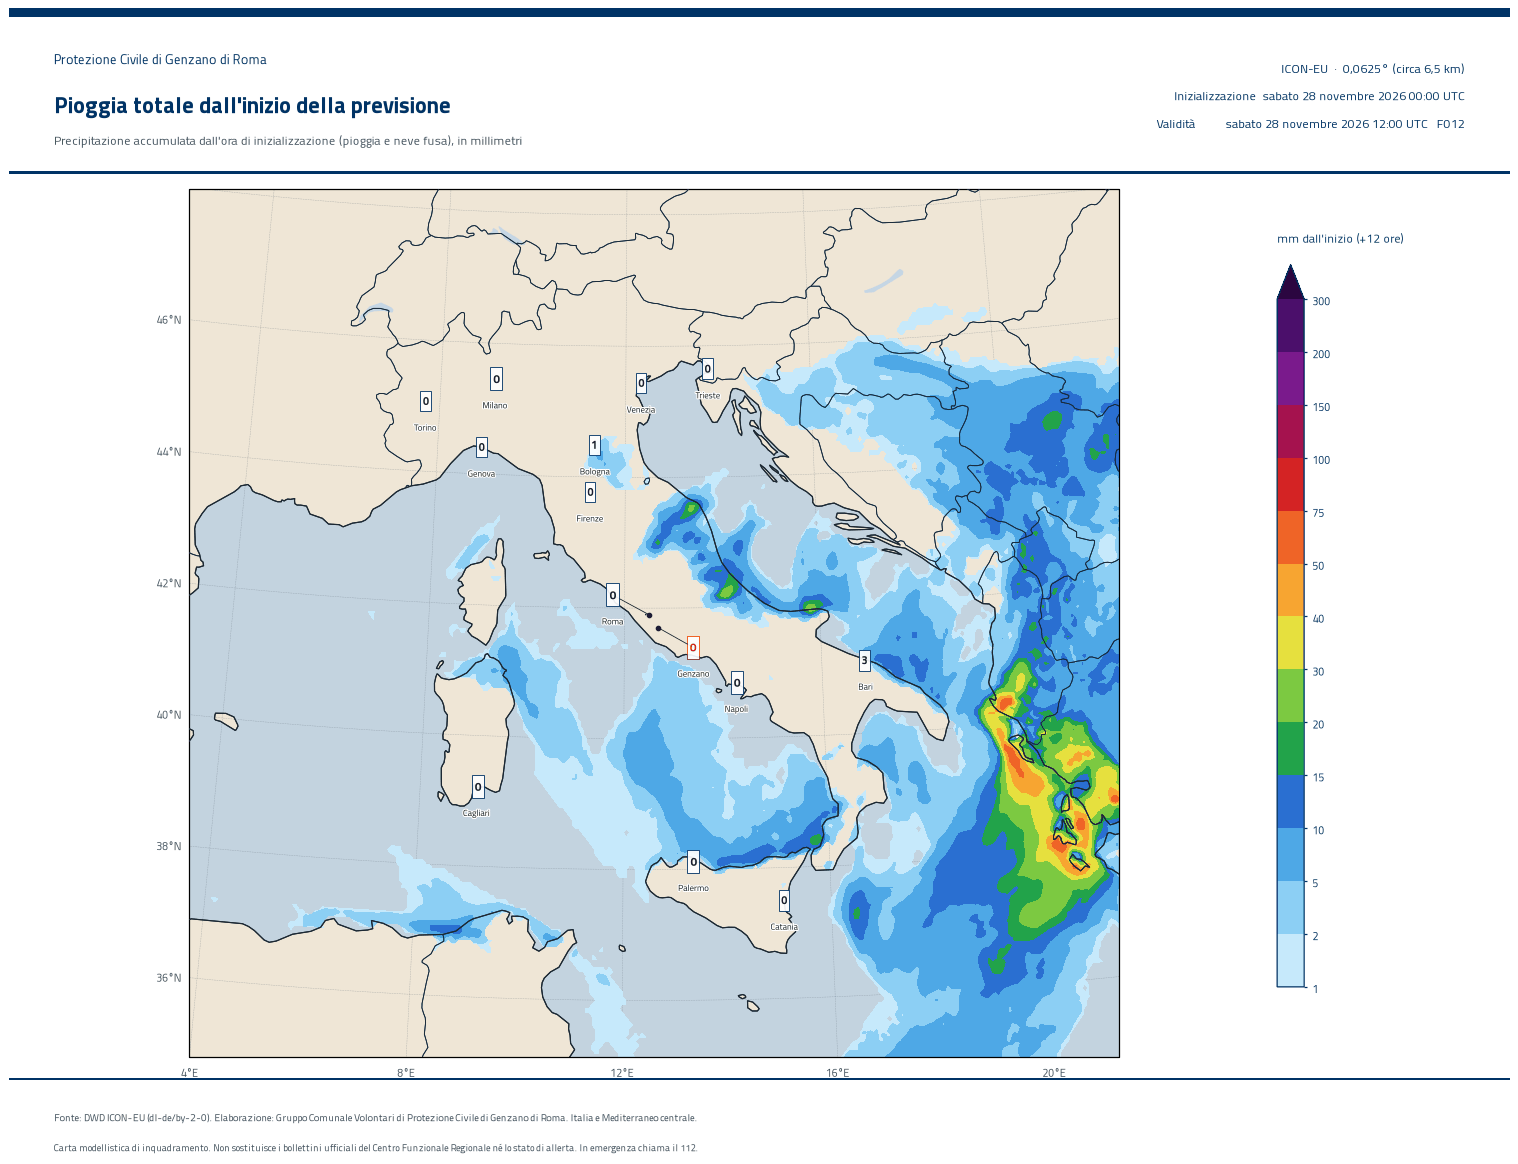 Protezione Civile di Genzano di Roma
Pioggia totale dall'inizio della previsione
Precipitazione accumulata dall'ora di inizializzazione (pioggia e neve fusa), in millimetri
ICON-EU · 0,0625° (circa 6,5 km)
Inizializzazione sabato 28 novembre 2026 00:00 UTC
Validità sabato 28 novembre 2026 12:00 UTC F012
mm dall'inizio (+12 ore)
300
200
150
100
75
50
40
30
20
15
10
5
2
1
46°N
44°N
42°N
40°N
38°N
36°N
4°E
8°E
12°E
16°E
20°E
0
Trieste
0
Milano
0
Venezia
0
Torino
0
Genova
1
Bologna
0
Firenze
0
Roma
0
Genzano
3
Bari
0
Napoli
0
Cagliari
0
Palermo
0
Catania
Fonte: DWD ICON-EU (dl-de/by-2-0). Elaborazione: Gruppo Comunale Volontari di Protezione Civile di Genzano di Roma. Italia e Mediterraneo centrale.
Carta modellistica di inquadramento. Non sostituisce i bollettini ufficiali del Centro Funzionale Regionale né lo stato di allerta. In emergenza chiama il 112.